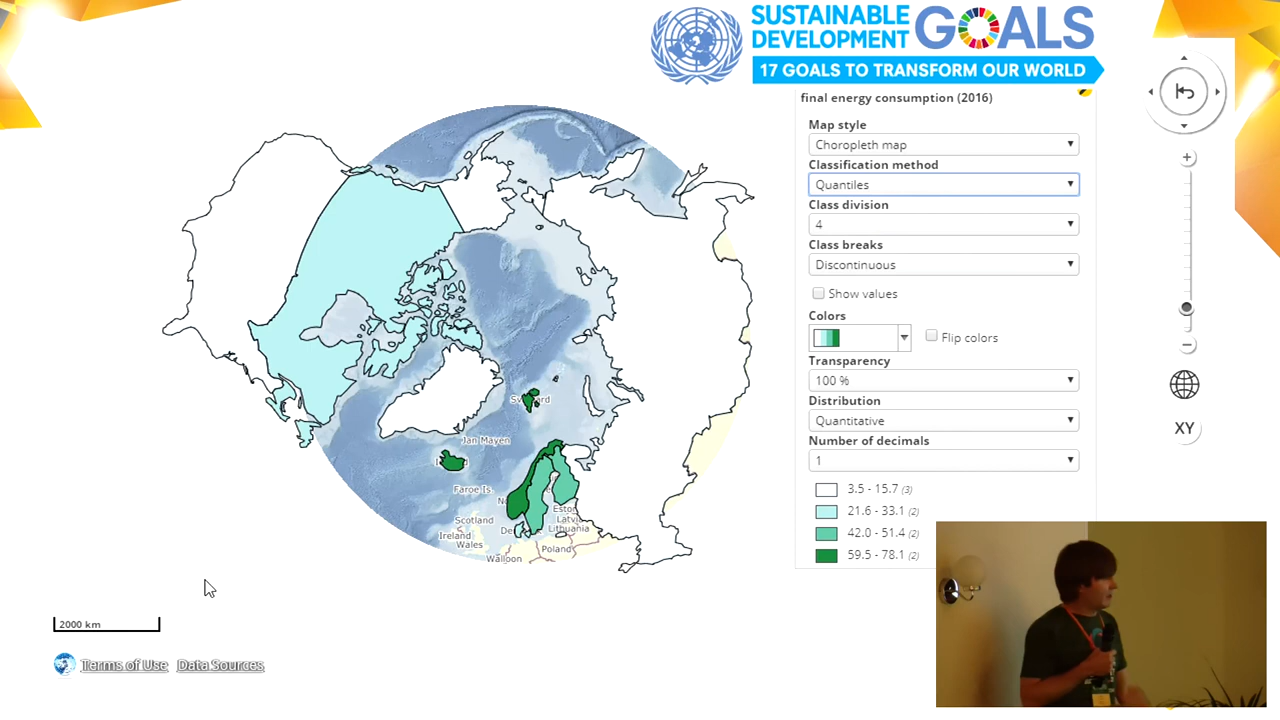 SUSTAINABLE
DEVELOPMENT
GOALS
17 GOALS TO TRANSFORM OUR WORLD
final energy consumption (2016)
Map style
Choropleth map
Classification method
Quantiles
Class division
4
Class breaks
Discontinuous
Show values
Colors
Flip colors
Transparency
100 %
Distribution
Quantitative
Number of decimals
1
3.5 - 15.7 (3)
21.6 - 33.1 (2)
42.0 - 51.4 (2)
59.5 - 78.1 (2)
XY
Jan Mayen
Faroe Is.
Scotland
Ireland
Wales
Walloon
Poland
Lithuania
2000 km
Terms of Use
Data Sources